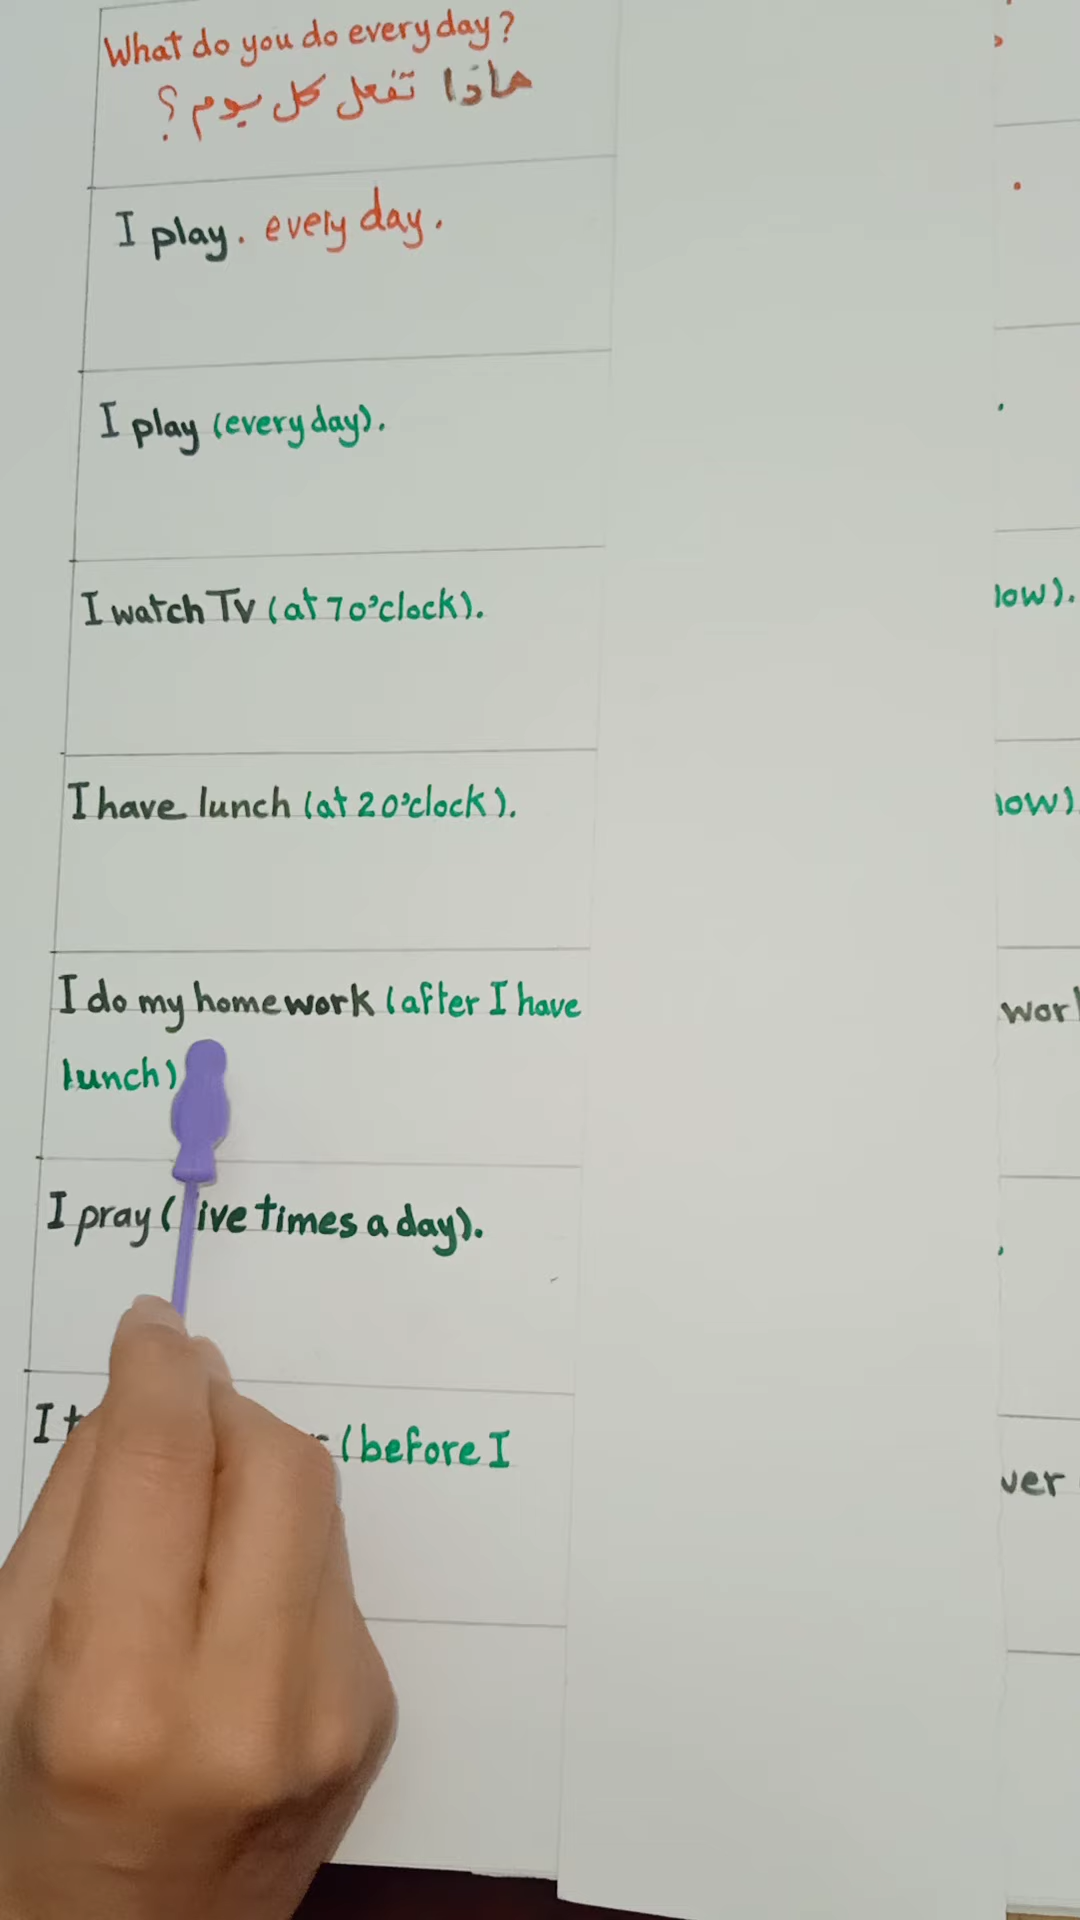 What do you do every day?
ماذا تفعل كل يوم؟
I play. every day.
I play (every day).
I watch TV (at 7 o'clock).
I have lunch (at 2 o'clock).
I do my homework (after I have
lunch)
I pray ( ive times a day).
I (before I
low).
low)
wor
ver